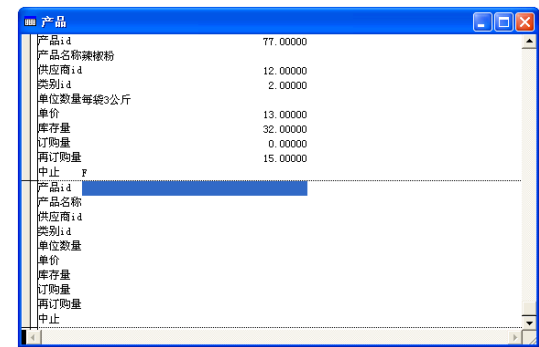 产品
产品id 77.00000
产品名称辣椒粉
供应商id 12.00000
类别id 2.00000
单位数量每袋3公斤
单价 13.00000
库存量 32.00000
订购量 0.00000
再订购量 15.00000
中止 F
产品id
产品名称
供应商id
类别id
单位数量
单价
库存量
订购量
再订购量
中止